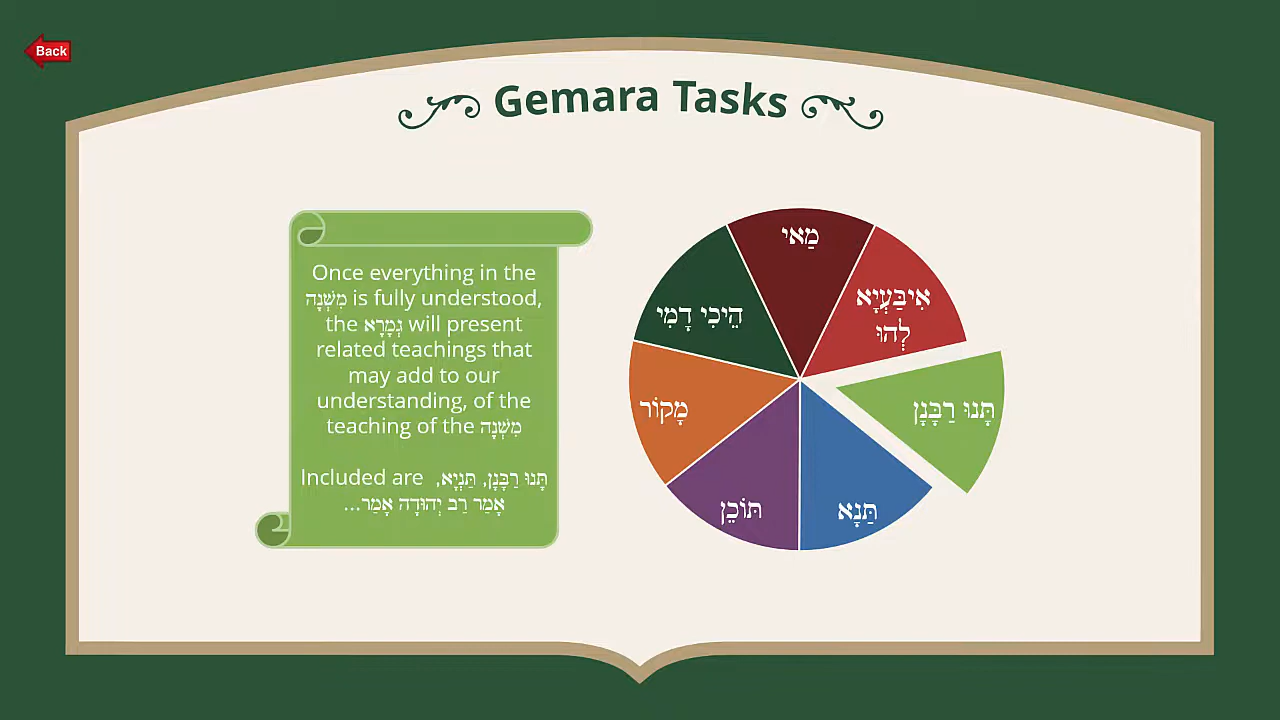 Back
Gemara Tasks
Once everything in the
מִשְׁנָה is fully understood,
the גְמָרָא will present
related teachings that
may add to our
understanding, of the
teaching of the מִשְׁנָה
Included are תָּנוּ רַבָּנָן, תַּנְיָא,
אָמַר רַב יְהוּדָה אָמַר...
מַאי
אִיבַּעְיָא
לְהוּ
תָּנוּ רַבָּנָן
תַּנָא
תּוֹכֵן
מָקוֹר
הֵיכִי דָמֵי